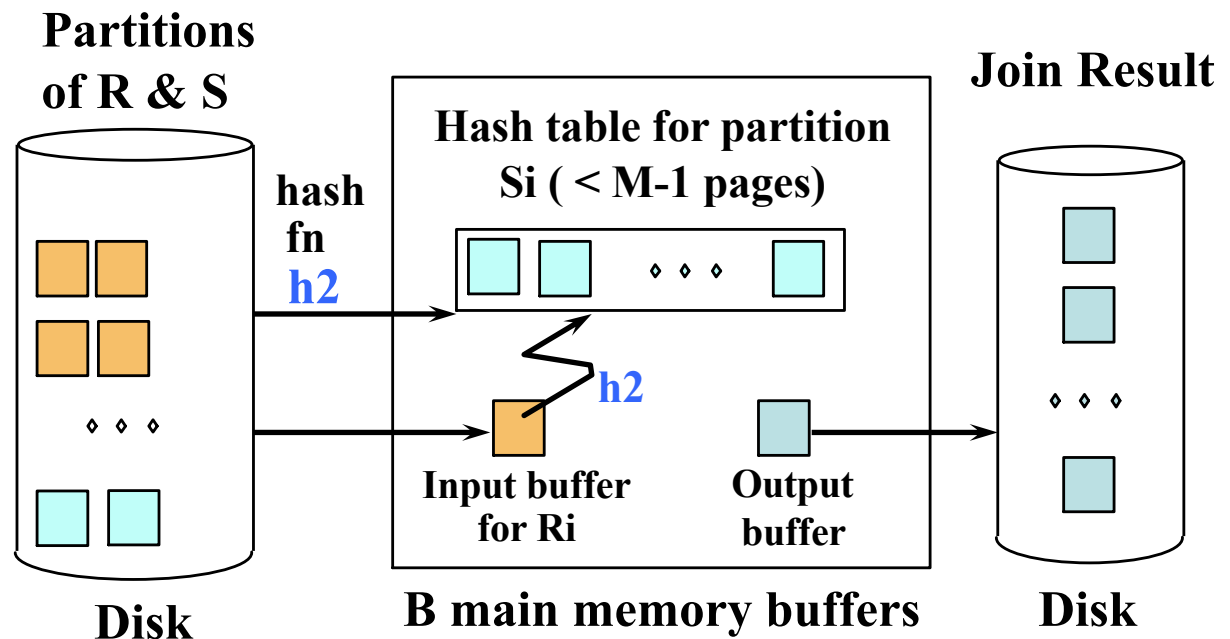 Partitions
of R & S
Join Result
Hash table for partition
Si ( < M-1 pages)
hash
fn
h2
h2
Input buffer
for Ri
Output
buffer
Disk
B main memory buffers
Disk